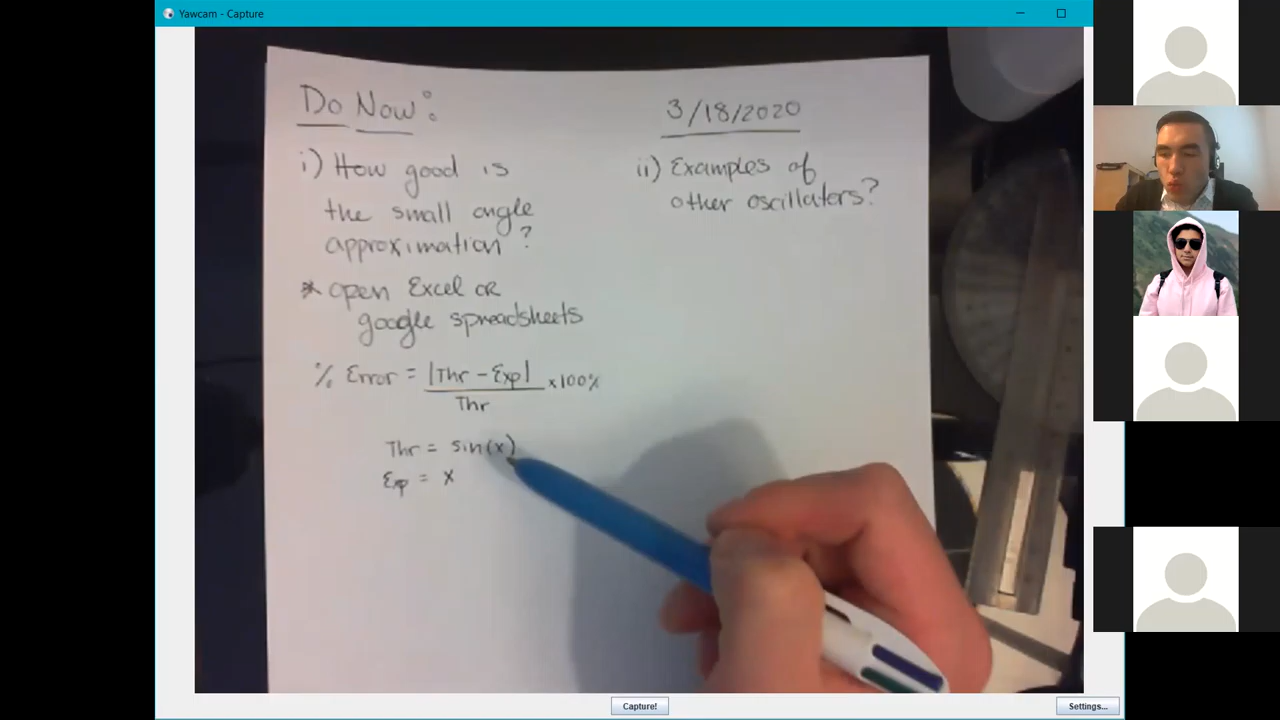 Yawcam - Capture
Do Now:
3/18/2020
i) How good is
the small angle
approximation?
* open Excel or
google spreadsheets
% Error = |Thr - Exp| / Thr x100%
Thr = sin(x)
Exp = x
ii) Examples of
other oscillaters?
Capture!
Settings...